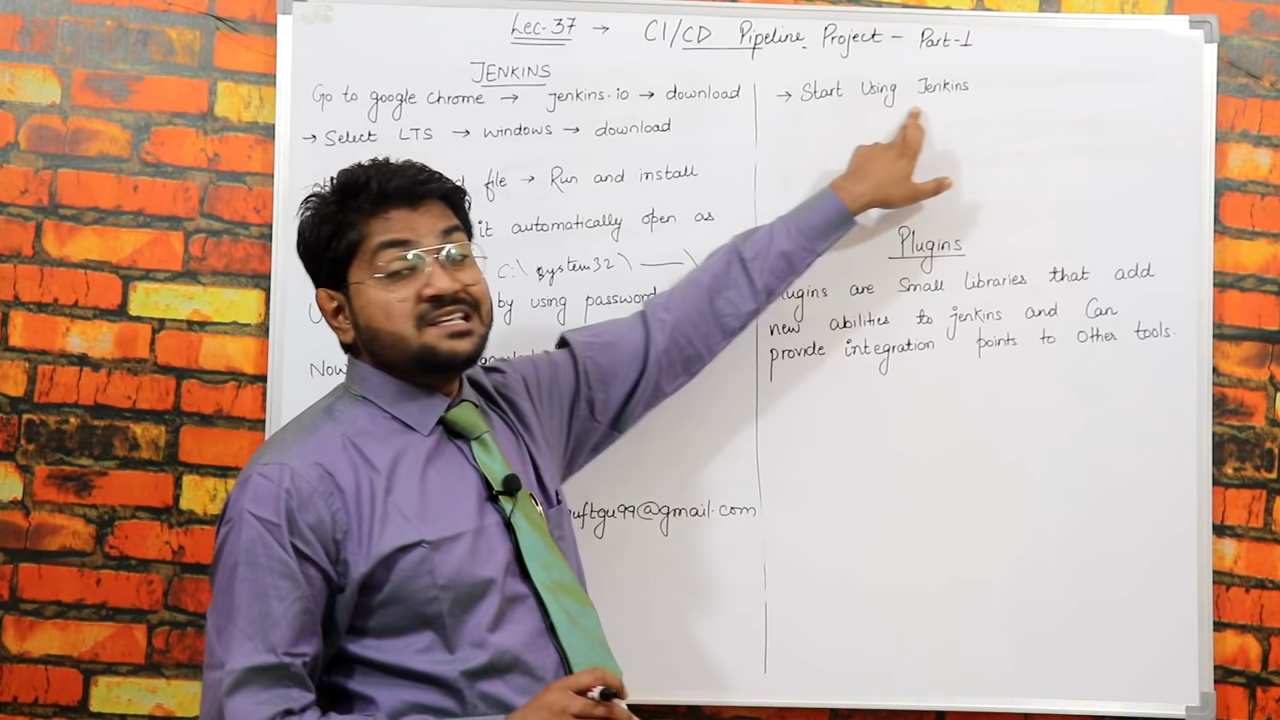 Lec-37 → CI/CD Pipeline Project - Part-1
JENKINS
Go to google chrome → jenkins.io → download
→ Select LTS → windows → download
file → Run and install
it automatically open as
C:\ system32\ ——\
by using password
Now
→ Start Using Jenkins
Plugins
Plugins are Small Libraries that add
new abilities to jenkins and Can
provide integration points to Other tools.
uftgu99@gmail.com